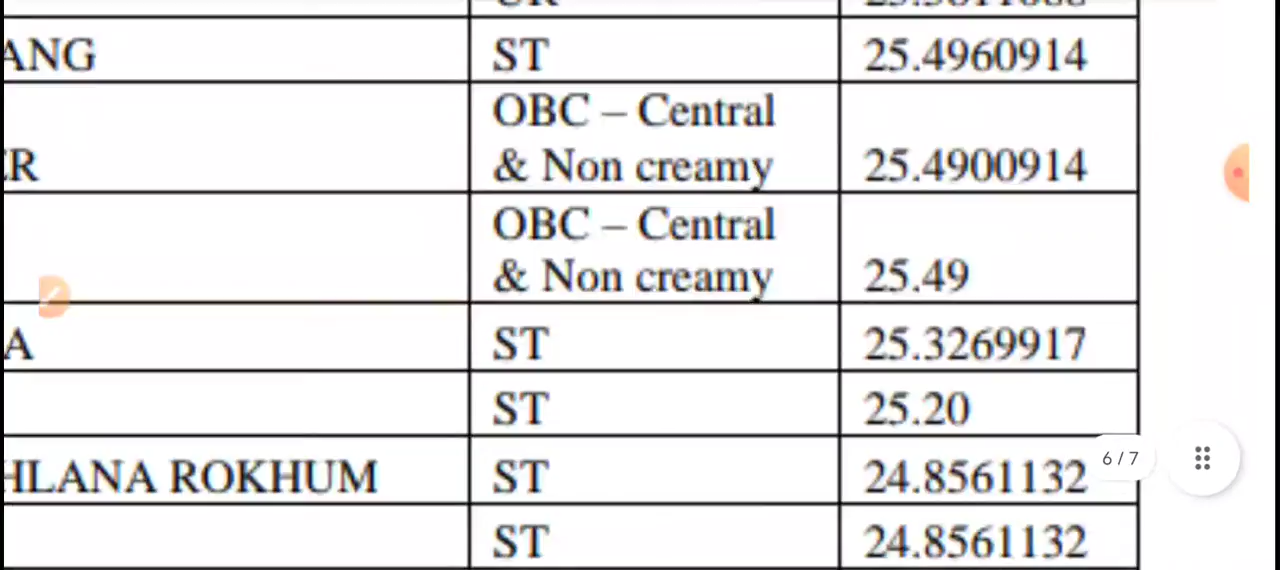 ANG ST 25.4960914
OBC – Central
ER & Non creamy 25.4900914
OBC – Central
& Non creamy 25.49
A ST 25.3269917
ST 25.20
HLANA ROKHUM ST 24.8561132
6 / 7
ST 24.8561132